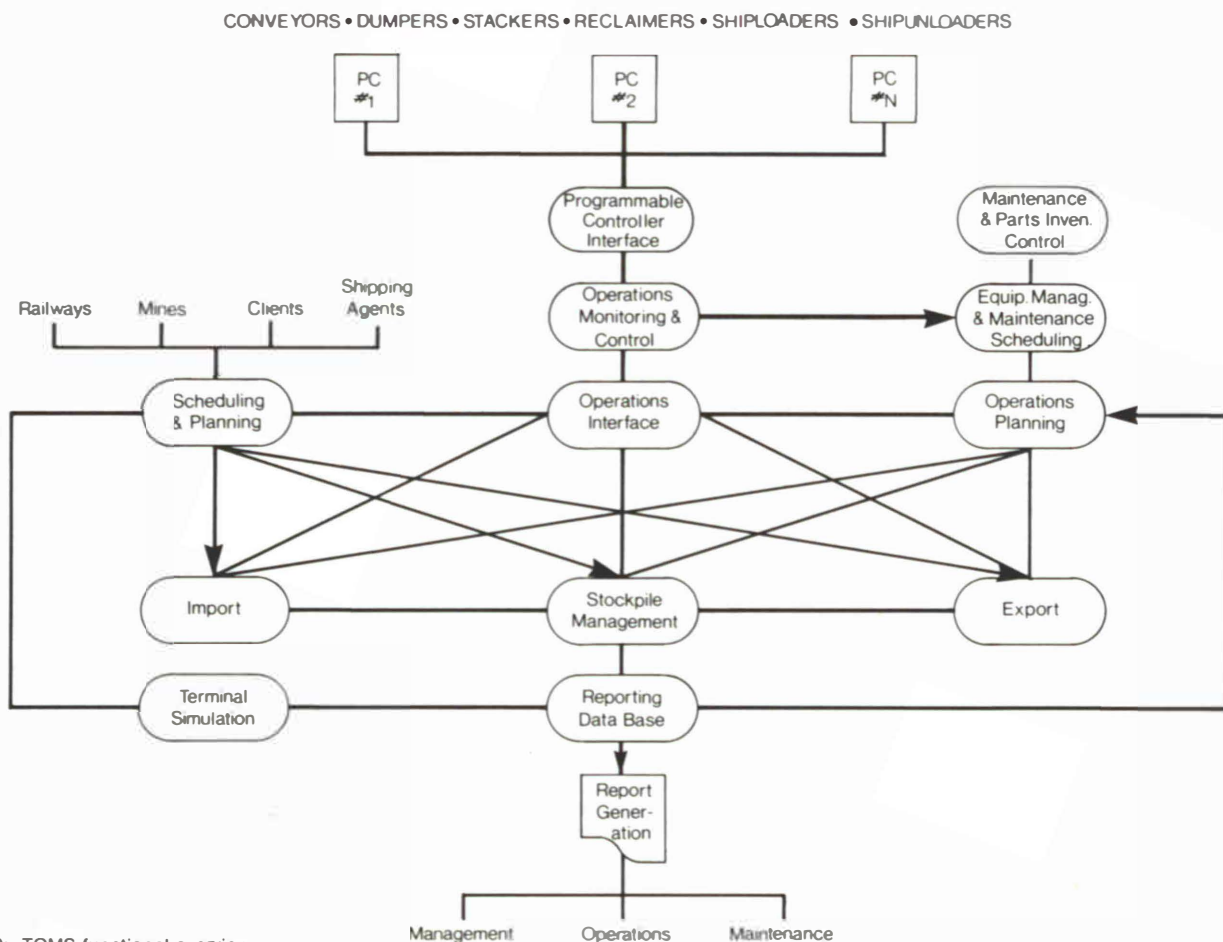 CONVEYORS • DUMPERS • STACKERS • RECLAIMERS • SHIPLOADERS • SHIPUNLOADERS
PC
#1
PC
#2
PC
#N
Programmable
Controller
Interface
Maintenance
& Parts Inven.
Control
Railways
Mines
Clients
Shipping
Agents
Operations
Monitoring &
Control
Equip. Manag.
& Maintenance
Scheduling
Scheduling
& Planning
Operations
Interface
Operations
Planning
Import
Stockpile
Management
Export
Terminal
Simulation
Reporting
Data Base
Report
Gener-
ation
Management
Operations
Maintenance
TOMS functional